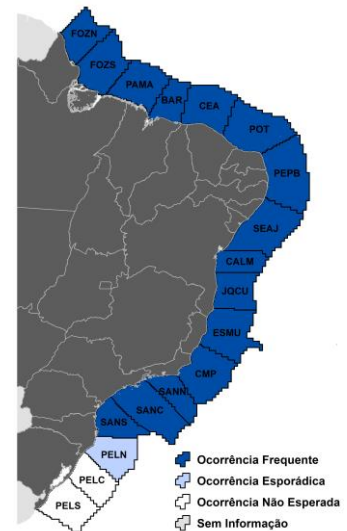 FOZN
FOZS
PAMA
BAR
CEA
POT
PEPB
SEAJ
CALM
JQCU
ESMU
CMP
SANN
SANC
SANS
PELN
PELC
PELS
Ocorrência Frequente
Ocorrência Esporádica
Ocorrência Não Esperada
Sem Informação